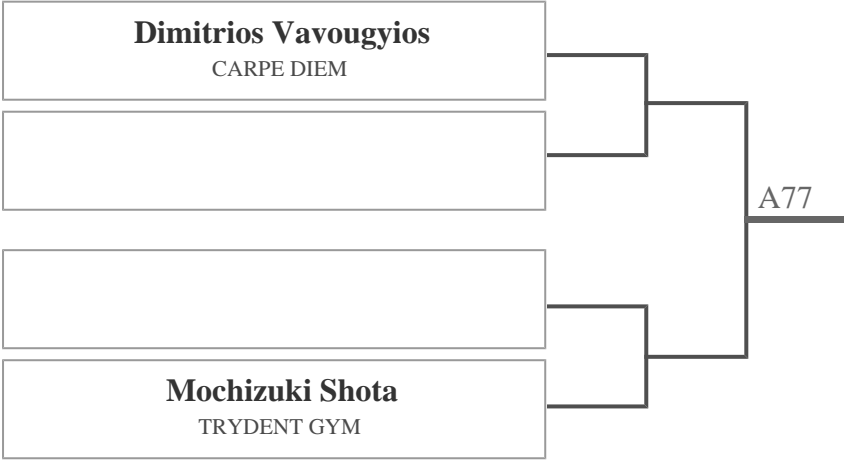 Dimitrios Vavougyios
CARPE DIEM
A77
Mochizuki Shota
TRYDENT GYM